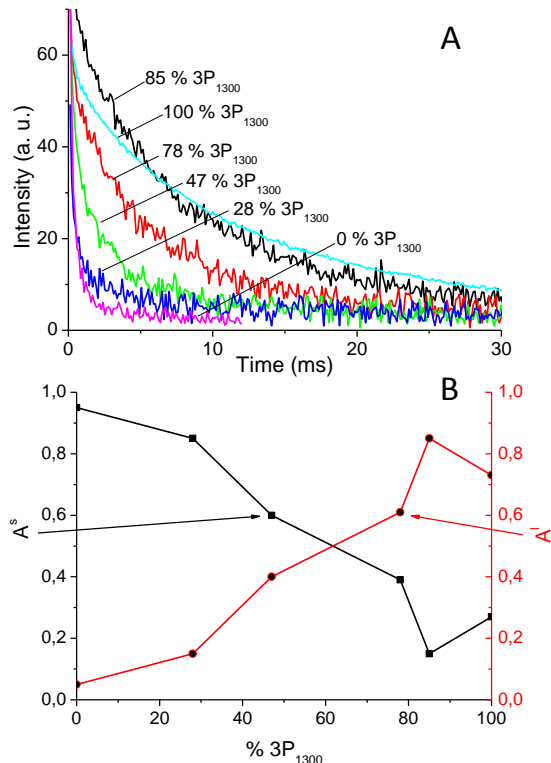 A
60
40
20
0
Intensity (a. u.)
85 % 3P1300
100 % 3P1300
78 % 3P1300
47 % 3P1300
28 % 3P1300
0 % 3P1300
0 10 20 30
Time (ms)
B
1,0 1,0
0,8 0,8
0,6 0,6
0,4 0,4
0,2 0,2
0,0 0,0
As
Al
0 20 40 60 80 100
% 3P1300